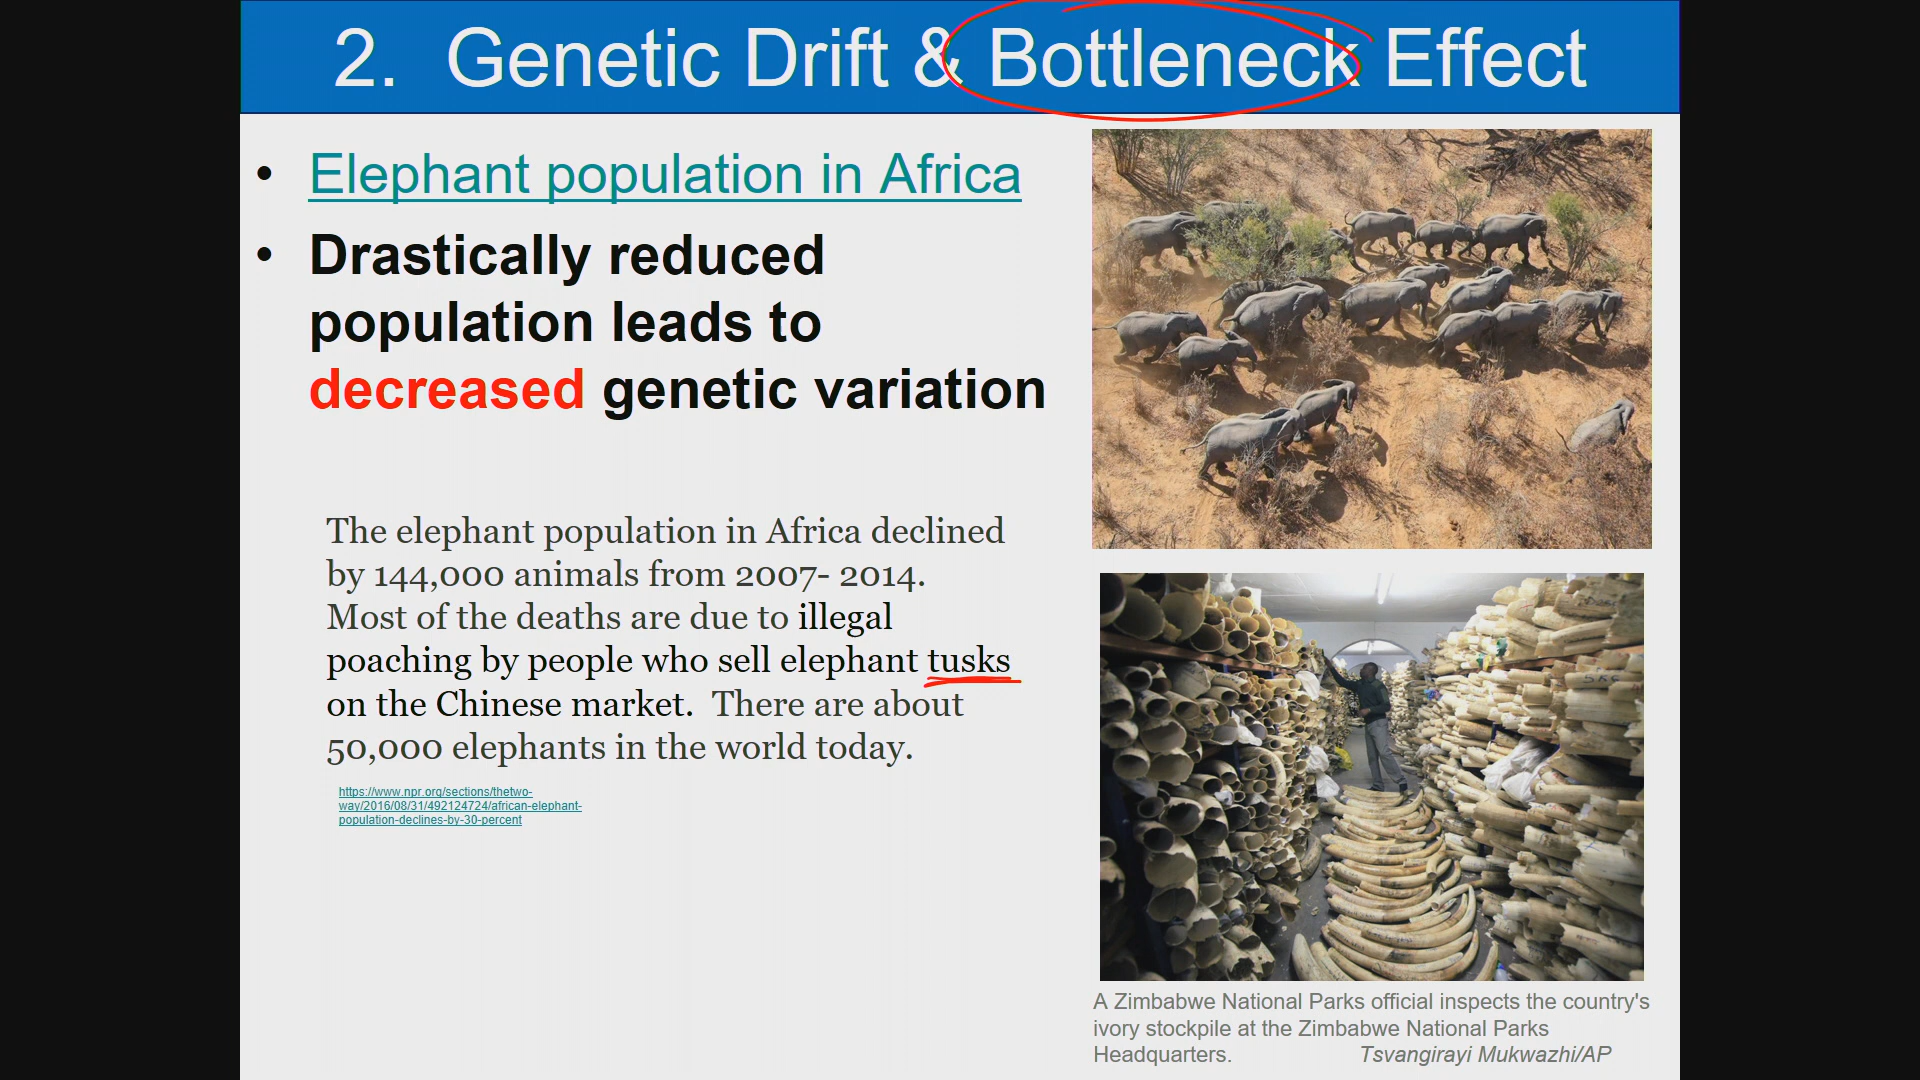 2. Genetic Drift & Bottleneck Effect
• Elephant population in Africa
• Drastically reduced
population leads to
decreased genetic variation
The elephant population in Africa declined
by 144,000 animals from 2007- 2014.
Most of the deaths are due to illegal
poaching by people who sell elephant tusks
on the Chinese market. There are about
50,000 elephants in the world today.
https://www.npr.org/sections/thetwo-
way/2016/08/31/492124724/african-elephant-
population-declines-by-30-percent
A Zimbabwe National Parks official inspects the country's
ivory stockpile at the Zimbabwe National Parks
Headquarters. Tsvangirayi Mukwazhi/AP